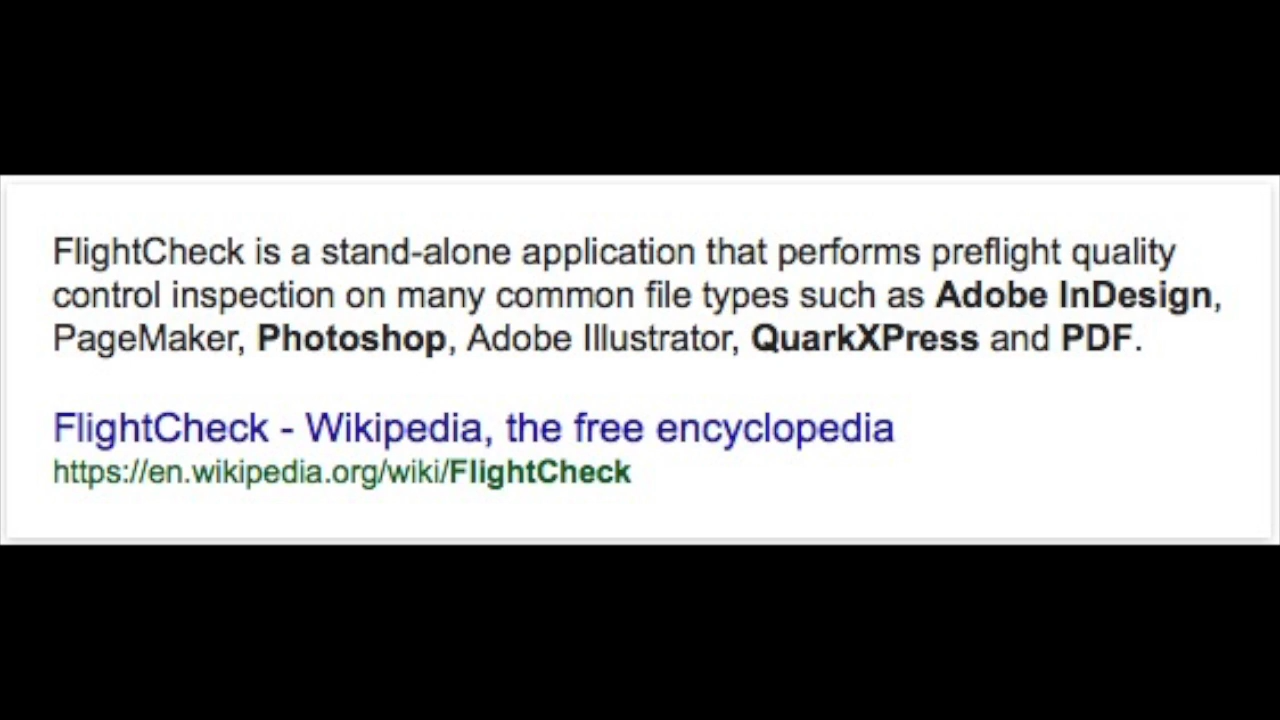 FlightCheck is a stand-alone application that performs preflight quality
control inspection on many common file types such as Adobe InDesign,
PageMaker, Photoshop, Adobe Illustrator, QuarkXPress and PDF.
FlightCheck - Wikipedia, the free encyclopedia
https://en.wikipedia.org/wiki/FlightCheck